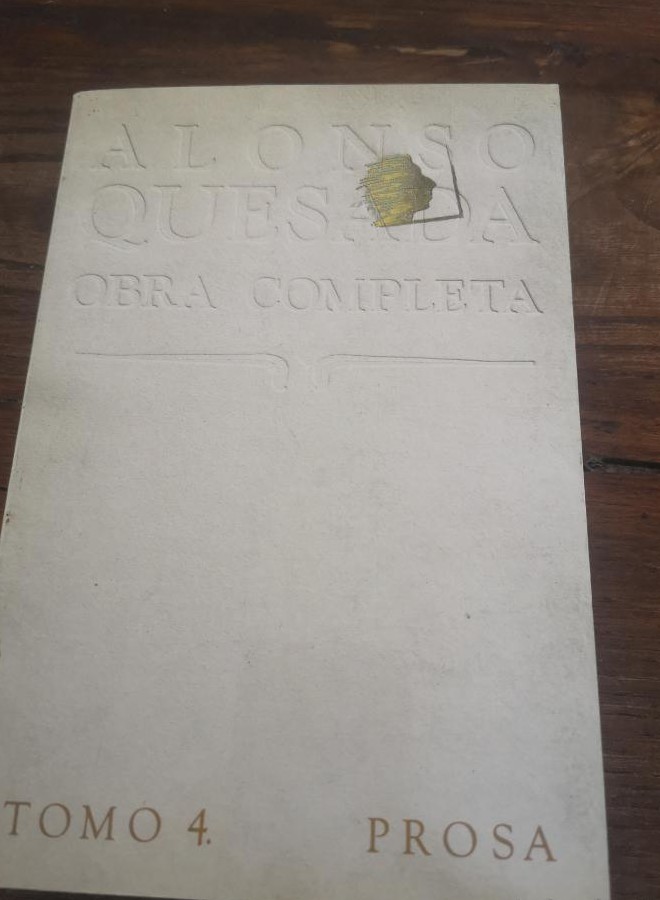 ALONSO
QUESADA
OBRA COMPLETA
TOMO 4. PROSA